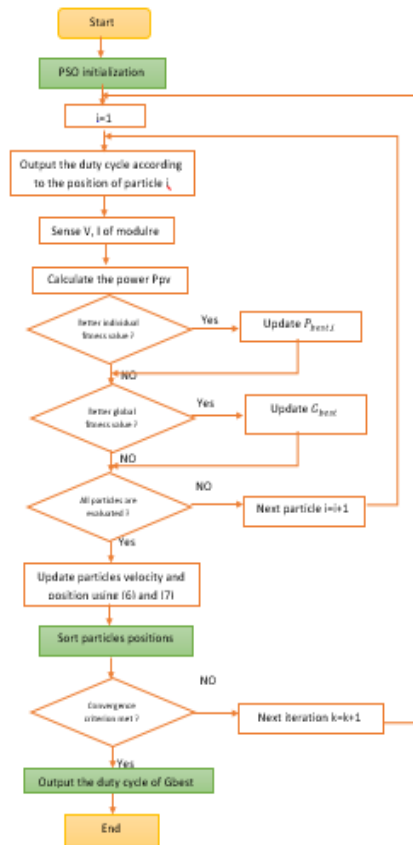 Start
PSO initialization
i=1
Output the duty cycle according
to the position of particle i,
Sense V, I of modulre
Calculate the power Ppv
Better individual
fitness value ?
Yes
Update P_best,i
NO
Better global
fitness value ?
Yes
Update G_best
NO
All particles are
evaluated ?
NO
Next particle i=i+1
Yes
Update particles velocity and
position using (6) and (7)
Sort particles positions
NO
Convergence
criterion met ?
Next iteration k=k+1
Yes
Output the duty cycle of Gbest
End